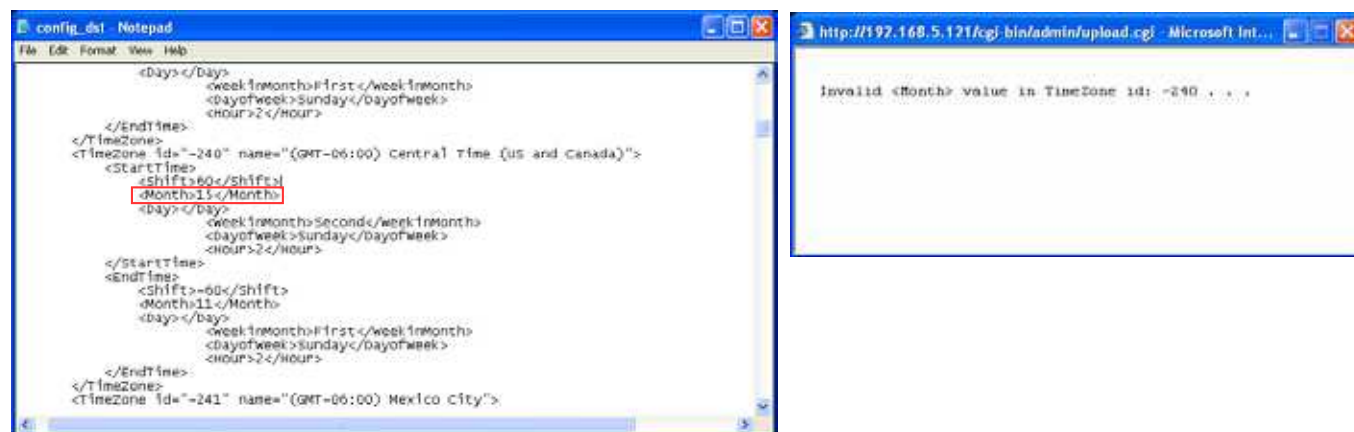 config_dst - Notepad
File Edit Format View Help
<Day></Day>
<WeekInMonth>First</WeekInMonth>
<DayofWeek>Sunday</DayofWeek>
<Hour>2</Hour>
</EndTime>
</TimeZone>
<TimeZone id="-240" name="(GMT-06:00) Central Time (US and Canada)">
<StartTime>
<Shift>60</Shift>
<Month>15</Month>
<Day></Day>
<WeekInMonth>Second</WeekInMonth>
<DayofWeek>Sunday</DayofWeek>
<Hour>2</Hour>
</StartTime>
<EndTime>
<Shift>-60</Shift>
<Month>11</Month>
<Day></Day>
<WeekInMonth>First</WeekInMonth>
<DayofWeek>Sunday</DayofWeek>
<Hour>2</Hour>
</EndTime>
</TimeZone>
<TimeZone id="-241" name="(GMT-06:00) Mexico City">
http://192.168.5.121/cgi-bin/admin/upload.cgi - Microsoft Int...
Invalid <Month> value in TimeZone id: -240 . . .